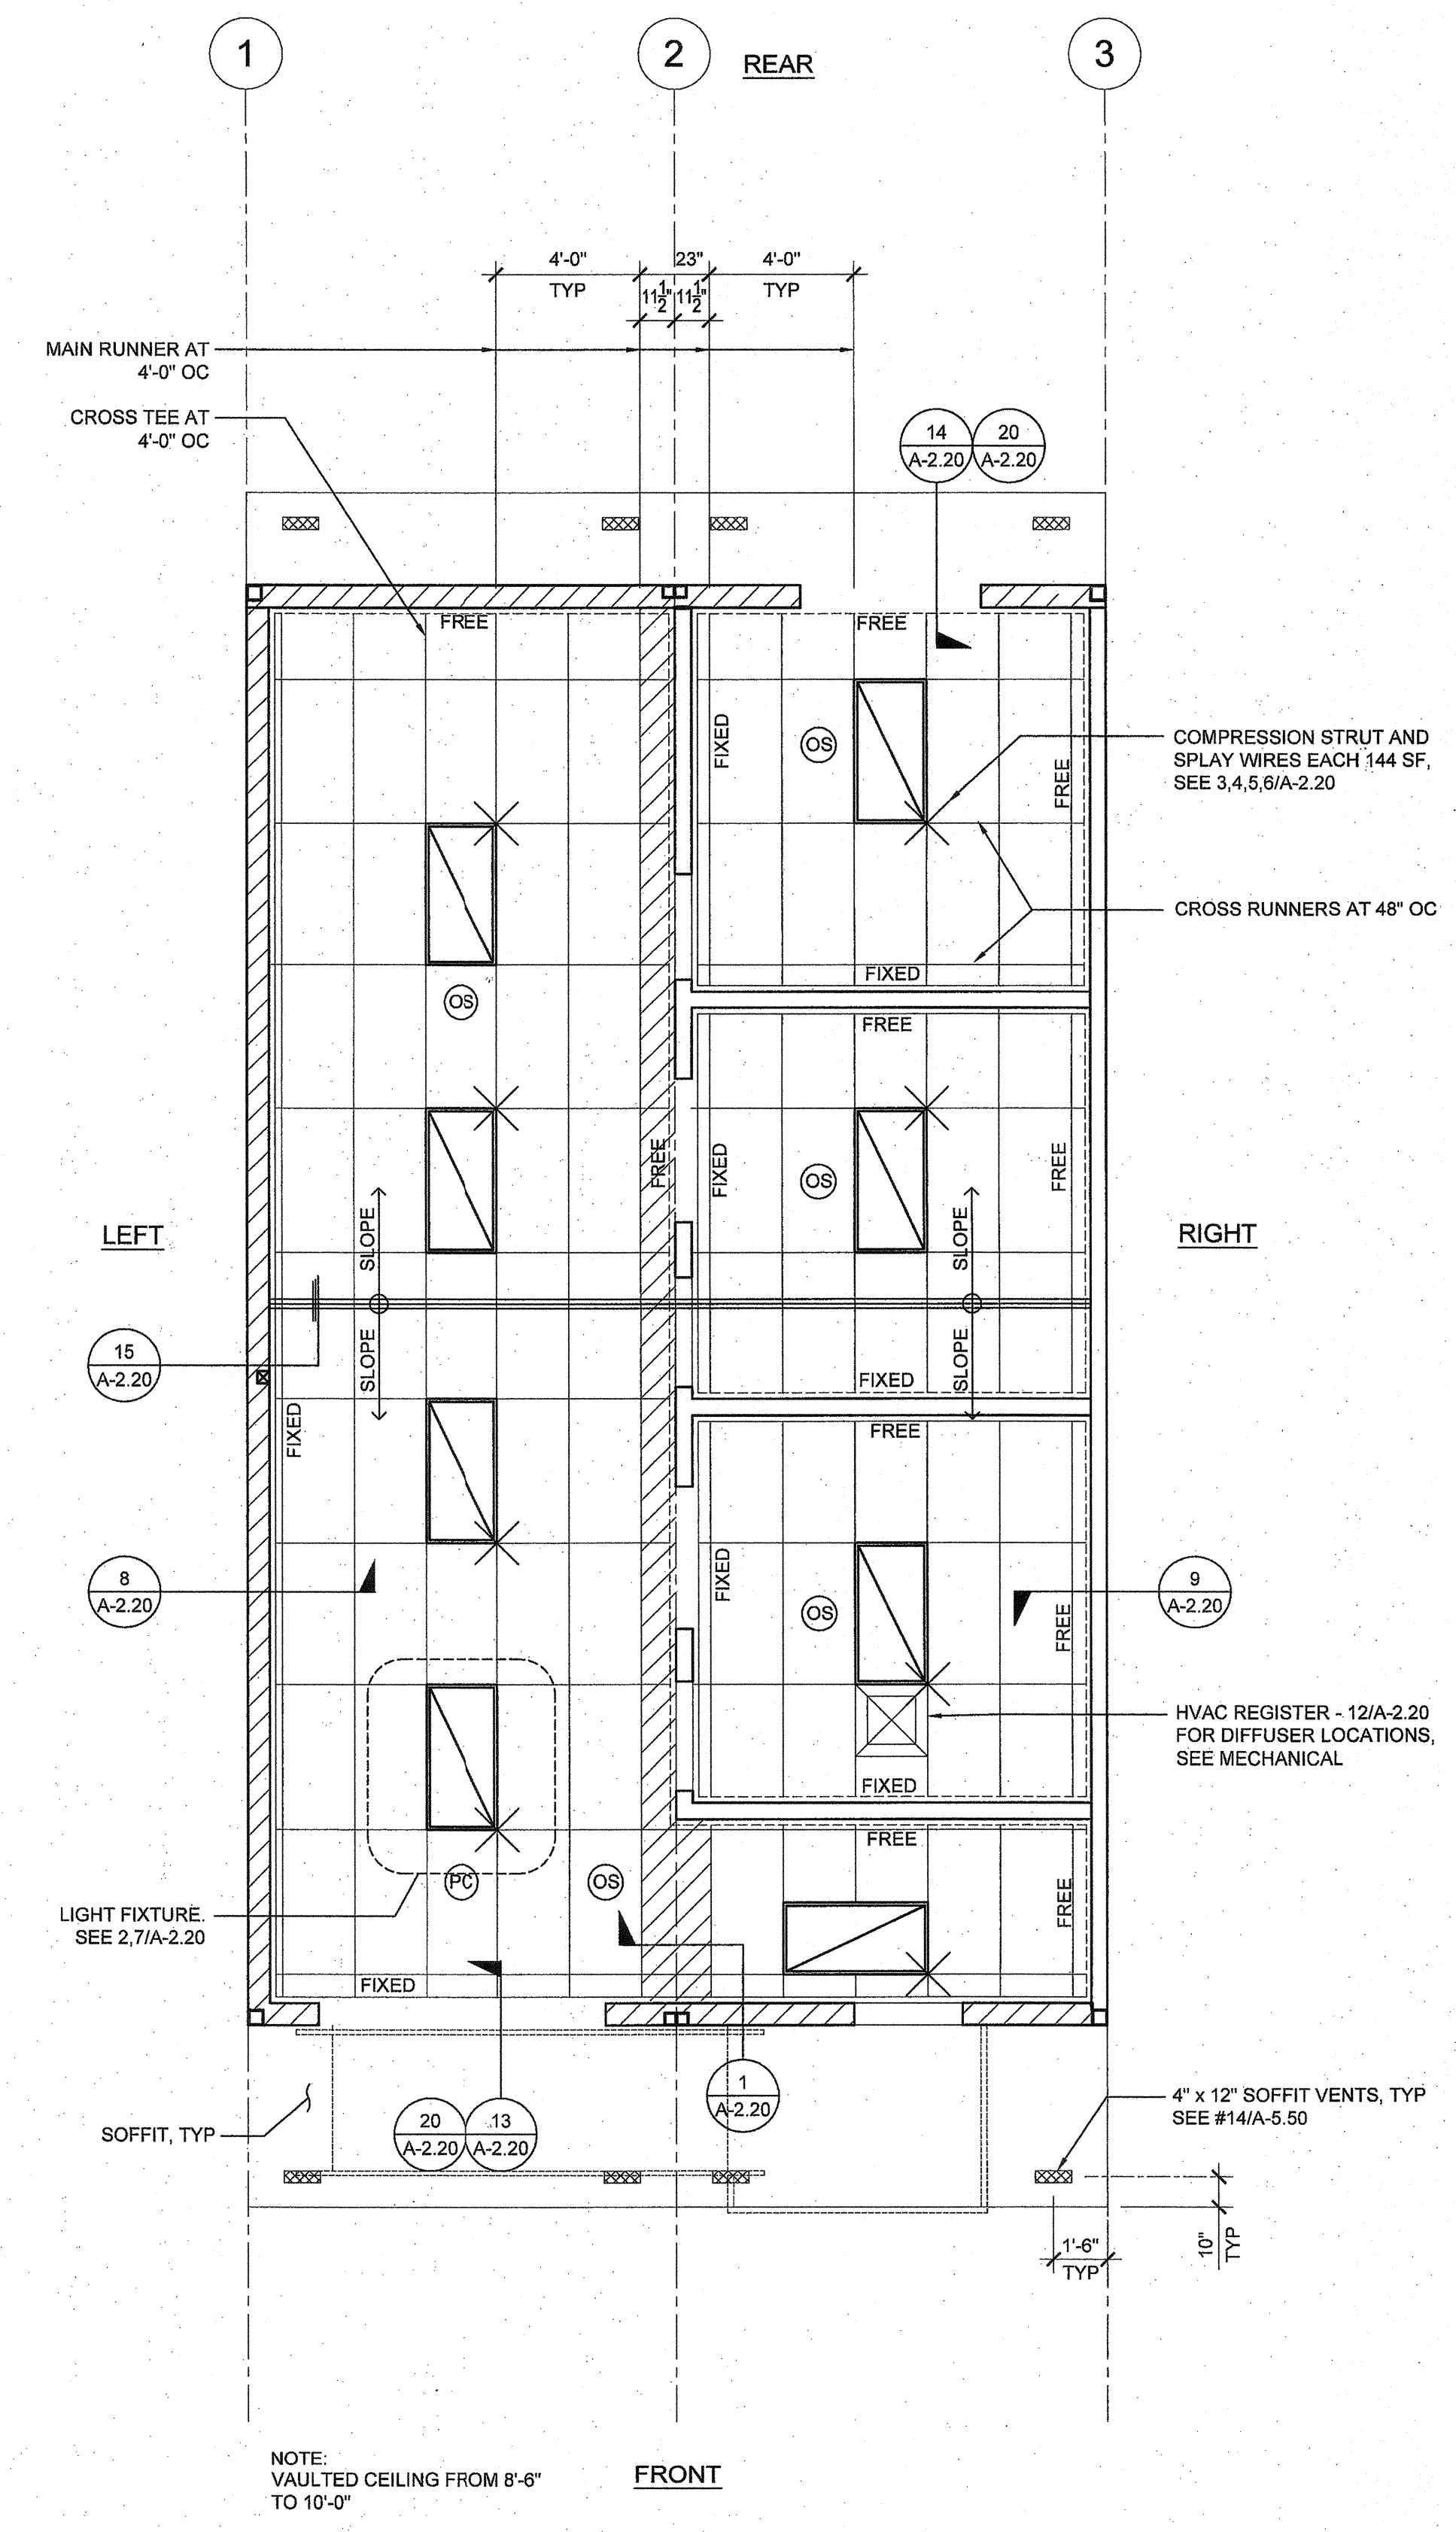 1
2
3
REAR
4'-0"
23"
4'-0"
TYP
11 1/2"
11 1/2"
TYP
MAIN RUNNER AT
4'-0" OC
CROSS TEE AT
4'-0" OC
14
A-2.20
20
A-2.20
FREE
FREE
FIXED
OS
FREE
COMPRESSION STRUT AND
SPLAY WIRES EACH 144 SF,
SEE 3,4,5,6/A-2.20
CROSS RUNNERS AT 48" OC
FIXED
OS
FREE
FREE
FIXED
OS
FREE
LEFT
SLOPE
SLOPE
RIGHT
15
A-2.20
SLOPE
SLOPE
FIXED
FIXED
FREE
8
A-2.20
FIXED
OS
FREE
9
A-2.20
HVAC REGISTER - 12/A-2.20
FOR DIFFUSER LOCATIONS,
SEE MECHANICAL
FIXED
FREE
PC
OS
FREE
LIGHT FIXTURE.
SEE 2,7/A-2.20
FIXED
1
A-2.20
20
A-2.20
13
A-2.20
SOFFIT, TYP
4" x 12" SOFFIT VENTS, TYP
SEE #14/A-5.50
1'-6"
TYP
10"
TYP
NOTE:
VAULTED CEILING FROM 8'-6"
TO 10'-0"
FRONT